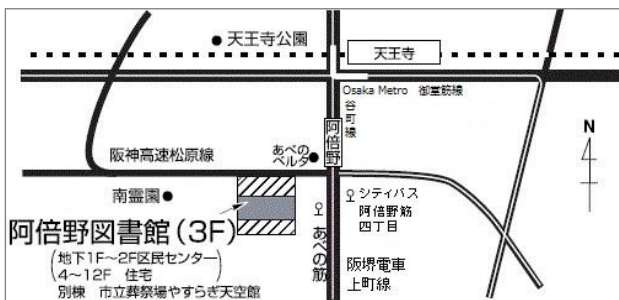 天王寺公園
天王寺
Osaka Metro 御堂筋線
谷町線
阿倍野
あべの
ベルタ
阪神高速松原線
N
南霊園
シティバス
阿倍野筋
四丁目
阿倍野図書館(3F)
あべの筋
地下1F～2F区民センター
4～12F 住宅
別棟 市立葬祭場やすらぎ天空館
阪堺電車
上町線